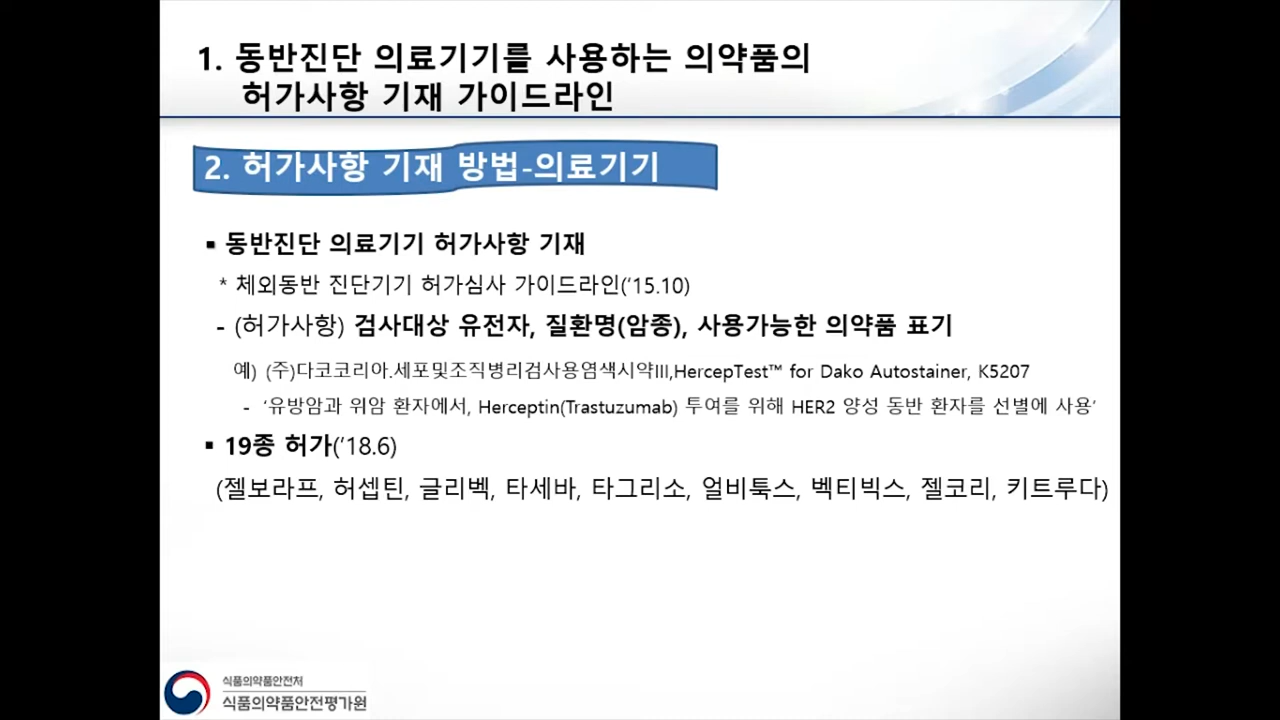 1. 동반진단 의료기기를 사용하는 의약품의
허가사항 기재 가이드라인
2. 허가사항 기재 방법-의료기기
▪ 동반진단 의료기기 허가사항 기재
* 체외동반 진단기기 허가심사 가이드라인(‘15.10)
- (허가사항) 검사대상 유전자, 질환명(암종), 사용가능한 의약품 표기
예) (주)다코코리아.세포및조직병리검사용염색시약III,HercepTest™ for Dako Autostainer, K5207
- ‘유방암과 위암 환자에서, Herceptin(Trastuzumab) 투여를 위해 HER2 양성 동반 환자를 선별에 사용’
▪ 19종 허가(‘18.6)
(젤보라프, 허셉틴, 글리벡, 타세바, 타그리소, 얼비툭스, 벡티빅스, 젤코리, 키트루다)
식품의약품안전처
식품의약품안전평가원